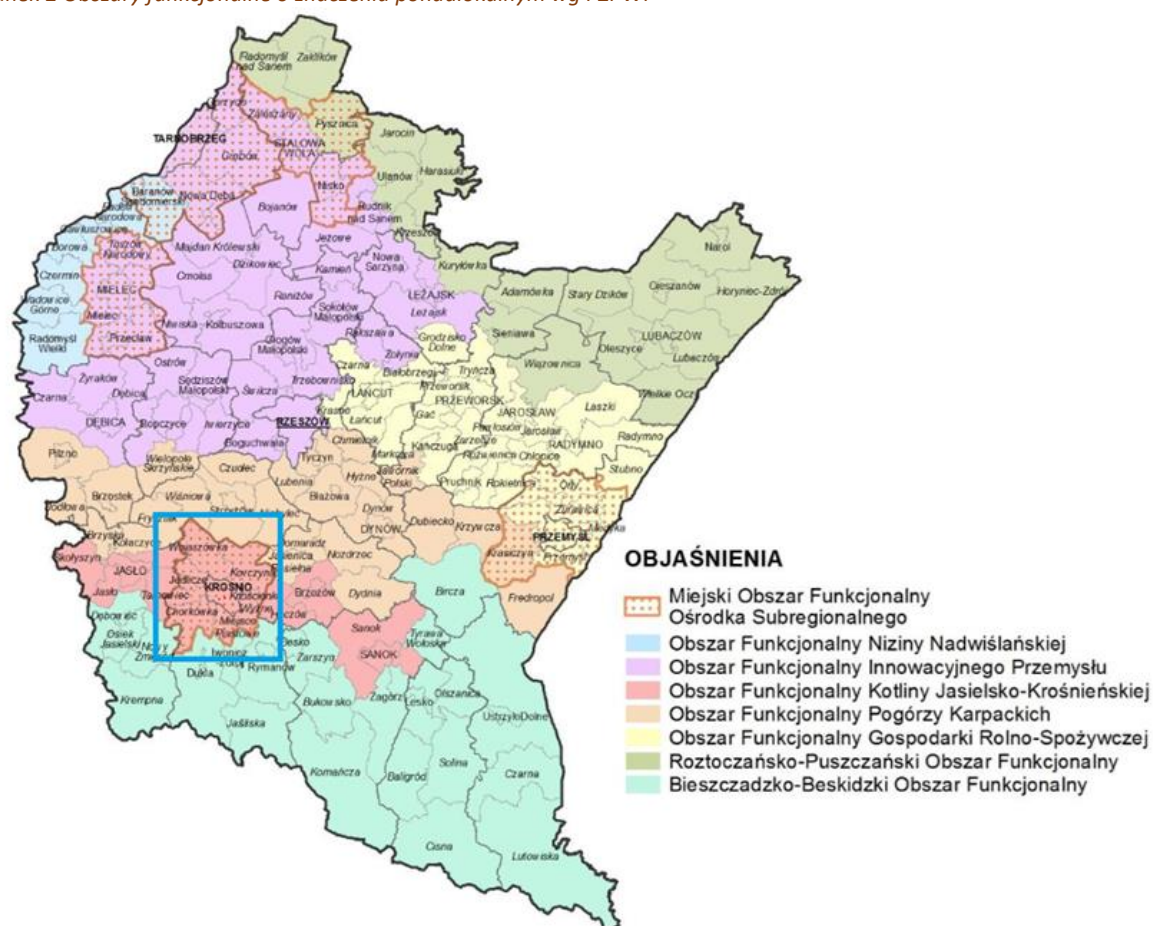 Obszary funkcjonalne o znaczeniu ponadlokalnym wg PZPWP
Radomyśl nad Sanem
Zaklików
Zaleszany
Pysznica
Jarocin
TARNOBRZEG
STALOWA WOLA
Grębów
Ulanów
Harasiuki
Nisko
Baranów Sandomierski
Nowa Dęba
Bojanów
Rudnik nad Sanem
Krzeszów
Narol
Borowa
Tuszów Narodowy
Majdan Królewski
Jeżowe
Dzikowiec
Nowa Sarzyna
Kuryłówka
Cieszanów
Horyniec-Zdrój
Czermin
Cmolas
Kamień
LEŻAJSK
Adamówka
Stary Dzików
MIELEC
Raniżów
Leżajsk
Wadowice Górne
Mielec
Sokołów Małopolski
Niwiska
Kolbuszowa
Sieniawa
LUBACZÓW
Radomyśl Wielki
Przecław
Głogów Małopolski
Rakszawa
Grodzisko Dolne
Oleszyce
Lubaczów
Ostrów
Żołynia
Wiązownica
Czarna
Białobrzegi
Tryńcza
Żyraków
Sędziszów Małopolski
Świlcza
Trzebownisko
Przeworsk
Wielkie Oczy
Czarna
Dębica
ŁAŃCUT
PRZEWORSK
Laszki
DĘBICA
Ropczyce
Iwierzyce
RZESZÓW
Krasne
Łańcut
Gać
JAROSŁAW
Pawłosiów
Jarosław
Boguchwała
Chmielnik
Kańczuga
Zarzecze
RADYMNO
Radymno
Pilzno
Wielopole Skrzyńskie
Czudec
Tyczyn
Markowa
Roźwienica
Chłopice
Stubno
Lubenia
Hyżne
Jawornik Polski
Pruchnik
Rokietnica
Orły
Brzostek
Wiśniowa
Błażowa
Żurawica
Jodłowa
Strzyżów
Niebylec
Dynów
DYNÓW
Dubiecko
Krzywcza
PRZEMYŚL
Medyka
Frysztak
Brzyska
Kołaczyce
Wojaszówka
Domaradz
Krasiczyn
Przemyśl
Skołyszyn
JASŁO
Jasienica Rosielna
Nozdrzec
Jedlicze
Korczyna
Jasło
Tarnowiec
KROSNO
Brzozów
Dydnia
Bircza
Fredropol
Chorkówka
Haczów
Dębowiec
Miejsce Piastowe
Sanok
Tyrawa Wołoska
Osiek Jasielski
Nowy Żmigród
Besko
SANOK
Iwonicz Zdrój
Zarszyn
Dukla
Rymanów
Krempna
Bukowsko
Zagórz
Lesko
Olszanica
Jaśliska
Ustrzyki Dolne
Komańcza
Baligród
Solina
Czarna
Cisna
Lutowiska
OBJAŚNIENIA
Miejski Obszar Funkcjonalny
Ośrodka Subregionalnego
Obszar Funkcjonalny Niziny Nadwiślańskiej
Obszar Funkcjonalny Innowacyjnego Przemysłu
Obszar Funkcjonalny Kotliny Jasielsko-Krośnieńskiej
Obszar Funkcjonalny Pogórzy Karpackich
Obszar Funkcjonalny Gospodarki Rolno-Spożywczej
Roztoczańsko-Puszczański Obszar Funkcjonalny
Bieszczadzko-Beskidzki Obszar Funkcjonalny